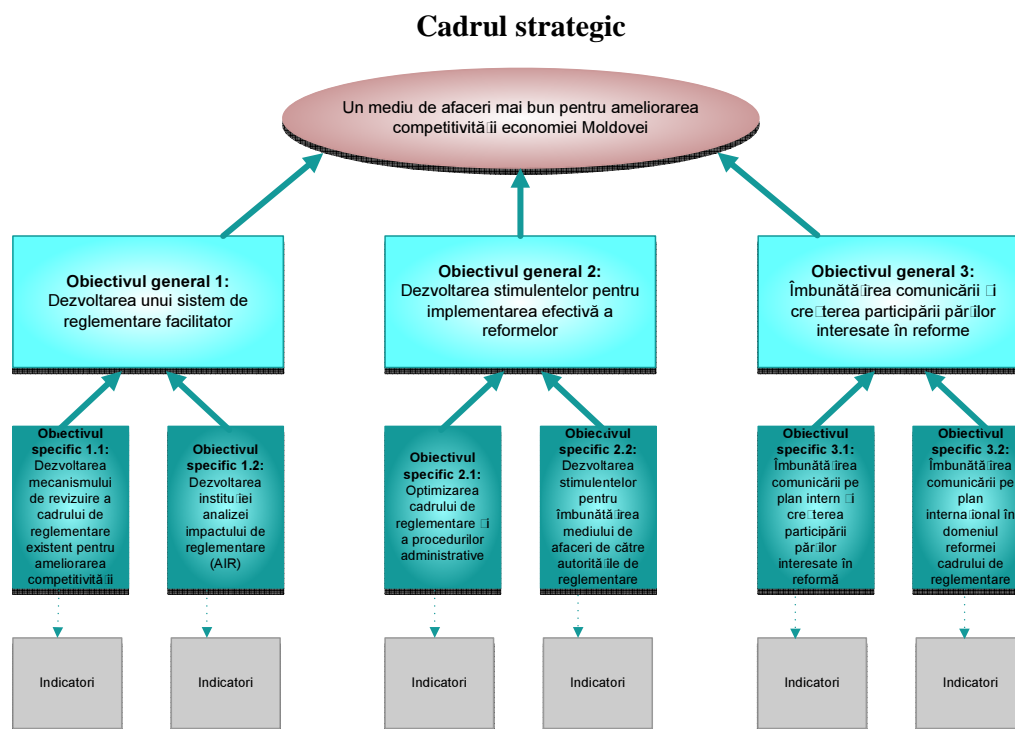 Cadrul strategic
Un mediu de afaceri mai bun pentru ameliorarea
competitivită□ii economiei Moldovei
Obiectivul general 1:
Dezvoltarea unui sistem de
reglementare facilitator
Obiectivul general 2:
Dezvoltarea stimulentelor pentru
implementarea efectivă a
reformelor
Obiectivul general 3:
Îmbunătă□irea comunicării □i
cre□terea participării păr□ilor
interesate în reforme
Obiectivul
specific 1.1:
Dezvoltarea
mecanismului
de revizuire a
cadrului de
reglementare
existent pentru
ameliorarea
competitivită□ii
Obiectivul
specific 1.2:
Dezvoltarea
institu□iei
analizei
impactului de
reglementare
(AIR)
Obiectivul
specific 2.1:
Optimizarea
cadrului de
reglementare □i
a procedurilor
administrative
Obiectivul
specific 2.2:
Dezvoltarea
stimulentelor
pentru
îmbunătă□irea
mediului de
afaceri de către
autorită□ile de
reglementare
Obiectivul
specific 3.1:
Îmbunătă□irea
comunicării pe
plan intern □i
cre□terea
participării
păr□ilor
interesate în
reformă
Obiectivul
specific 3.2:
Îmbunătă□irea
comunicării pe
plan
interna□ional în
domeniul
reformei
cadrului de
reglementare
Indicatori
Indicatori
Indicatori
Indicatori
Indicatori
Indicatori